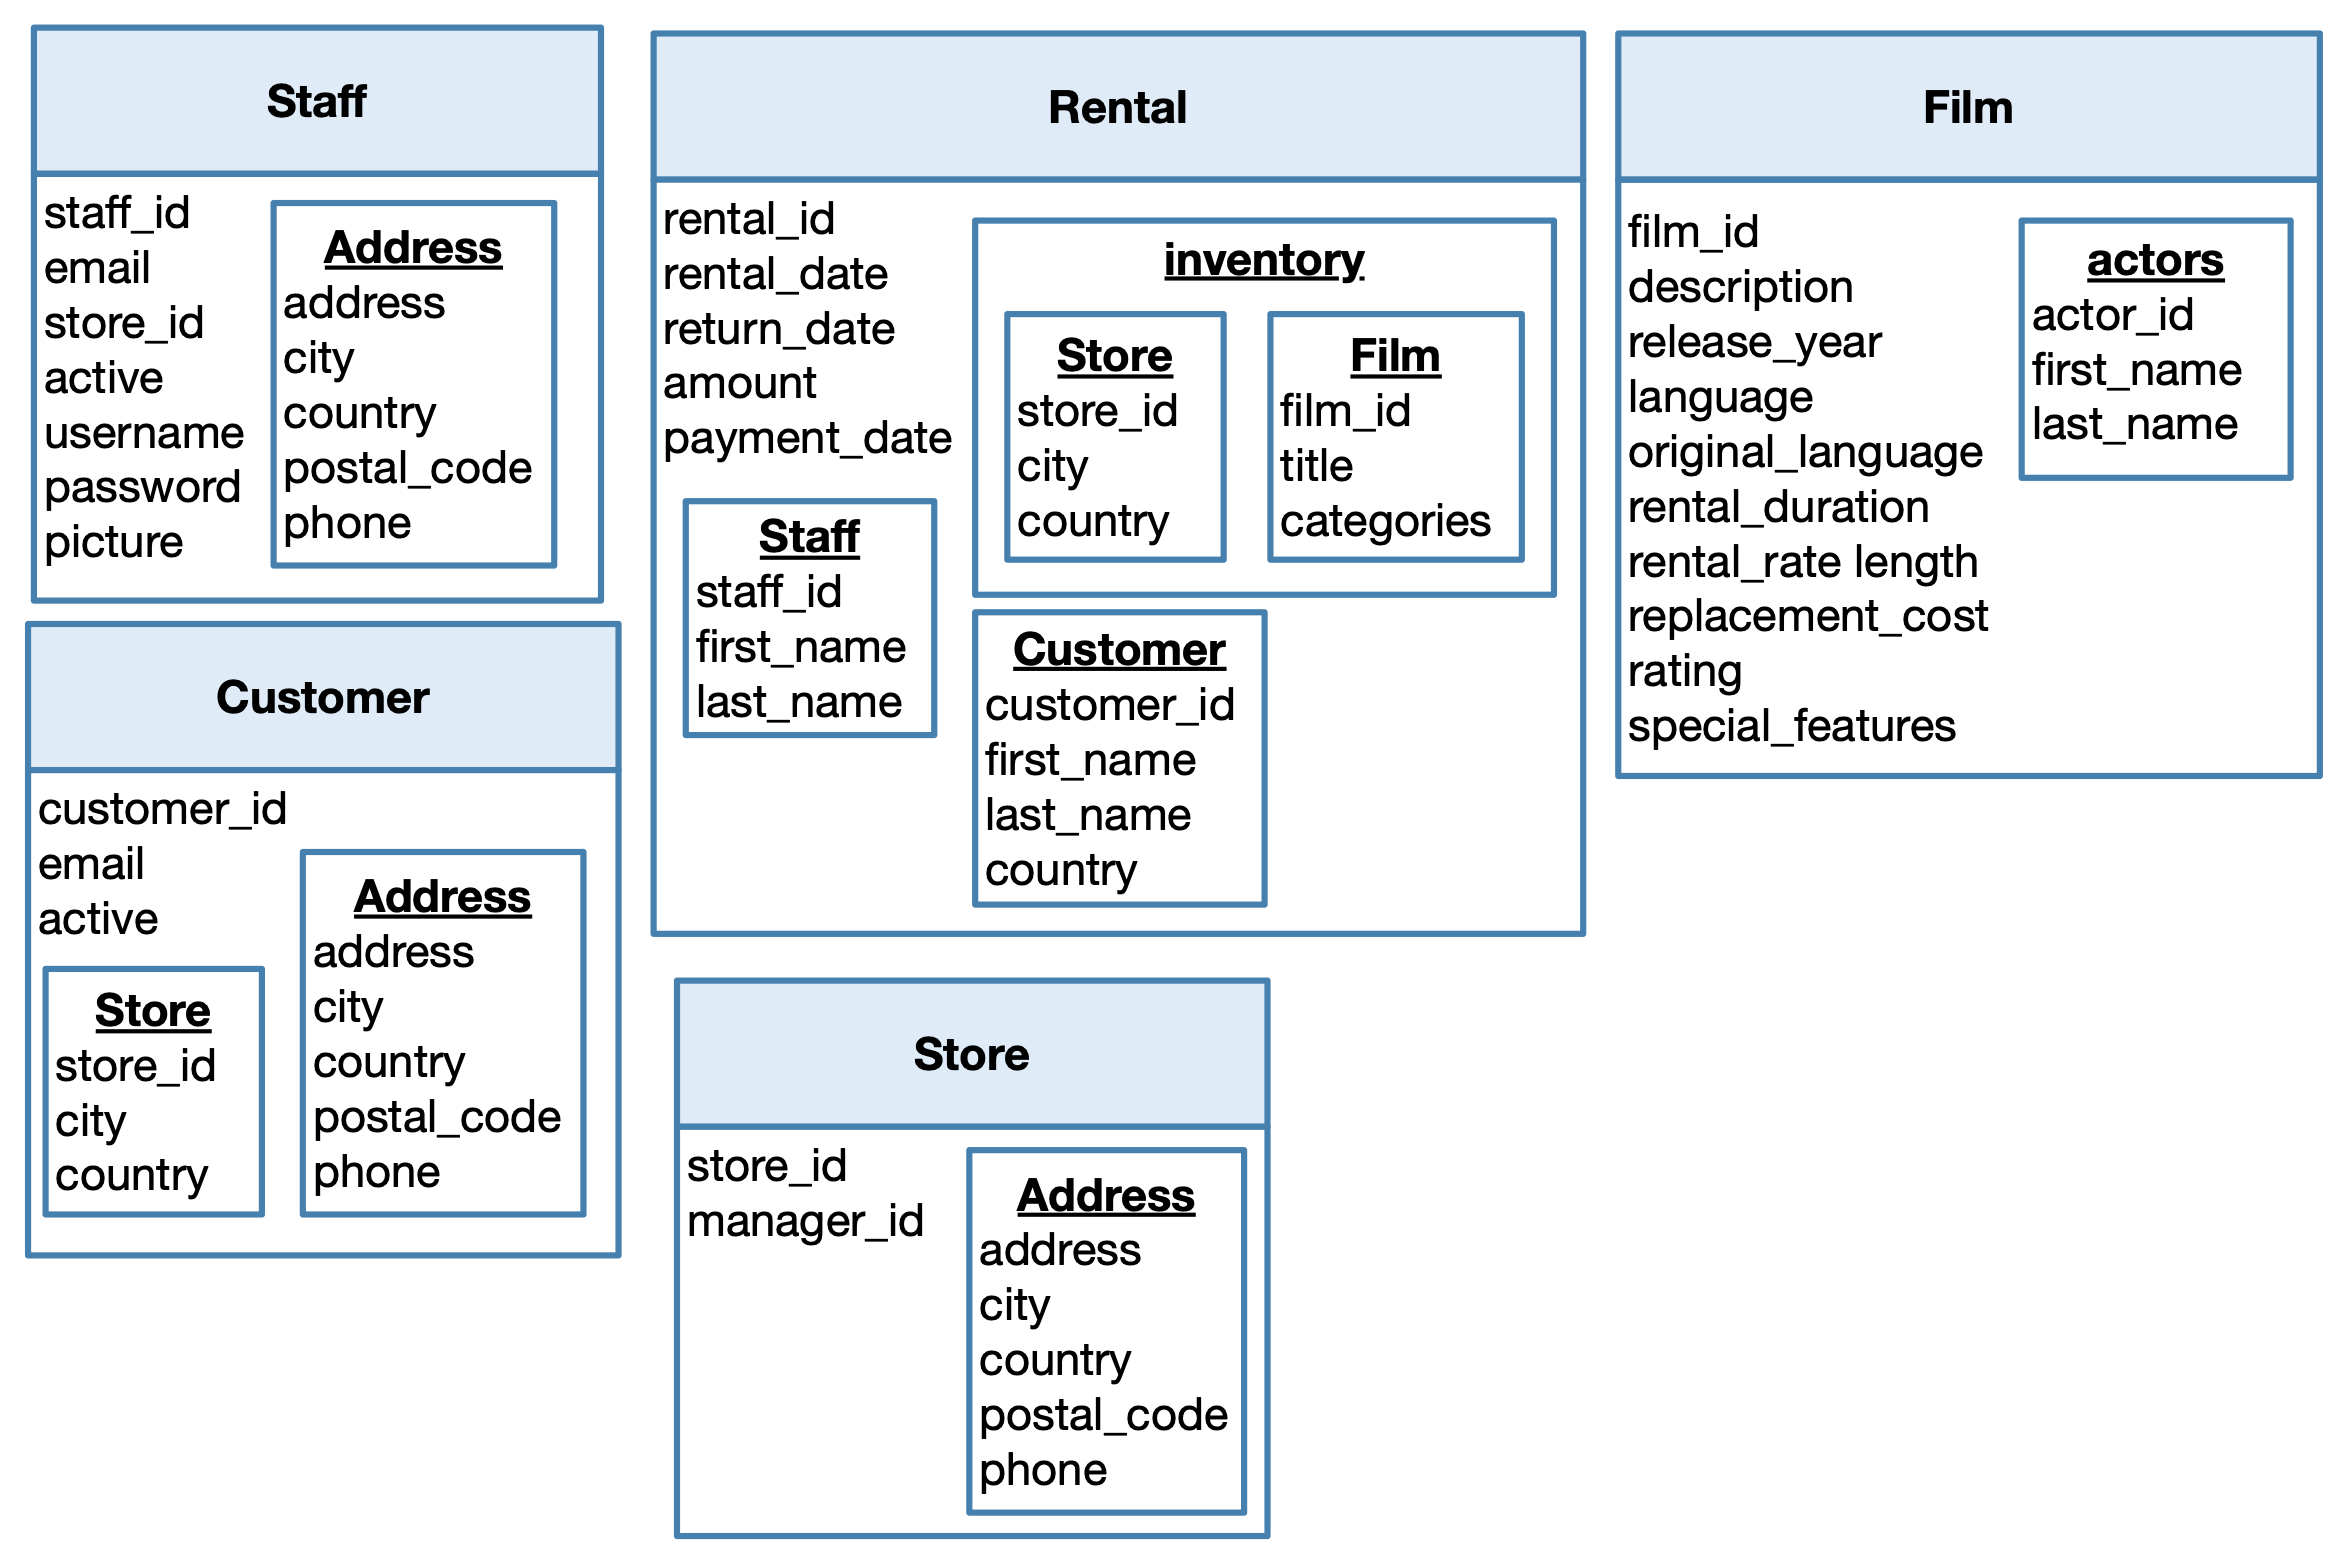 Staff
staff_id
email
store_id
active
username
password
picture
Address
address
city
country
postal_code
phone
Rental
rental_id
rental_date
return_date
amount
payment_date
inventory
Store
store_id
city
country
Film
film_id
title
categories
Staff
staff_id
first_name
last_name
Customer
customer_id
first_name
last_name
country
Film
film_id
description
release_year
language
original_language
rental_duration
rental_rate length
replacement_cost
rating
special_features
actors
actor_id
first_name
last_name
Customer
customer_id
email
active
Store
store_id
city
country
Address
address
city
country
postal_code
phone
Store
store_id
manager_id
Address
address
city
country
postal_code
phone